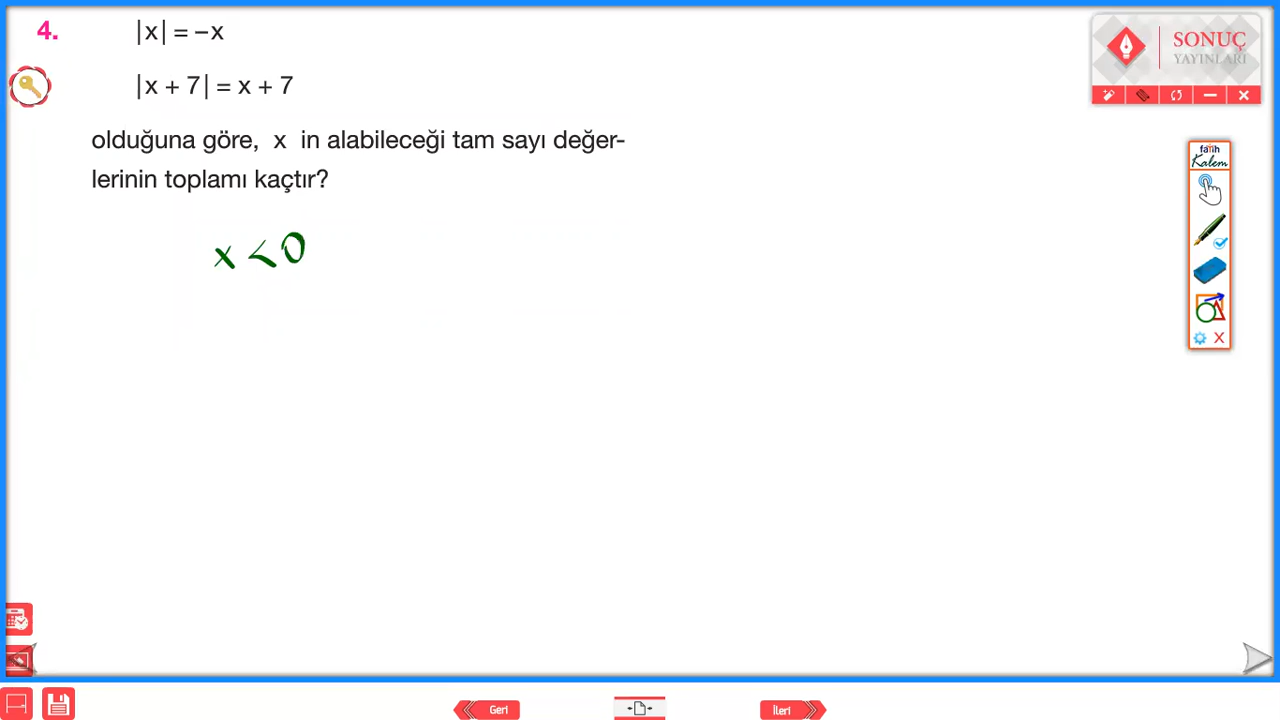 4. |x| = –x
SONUÇ
YAYINLARI
|x + 7| = x + 7
olduğuna göre, x in alabileceği tam sayı değer-
lerinin toplamı kaçtır?
fatih
Kalem
x < 0
X
Geri
İleri